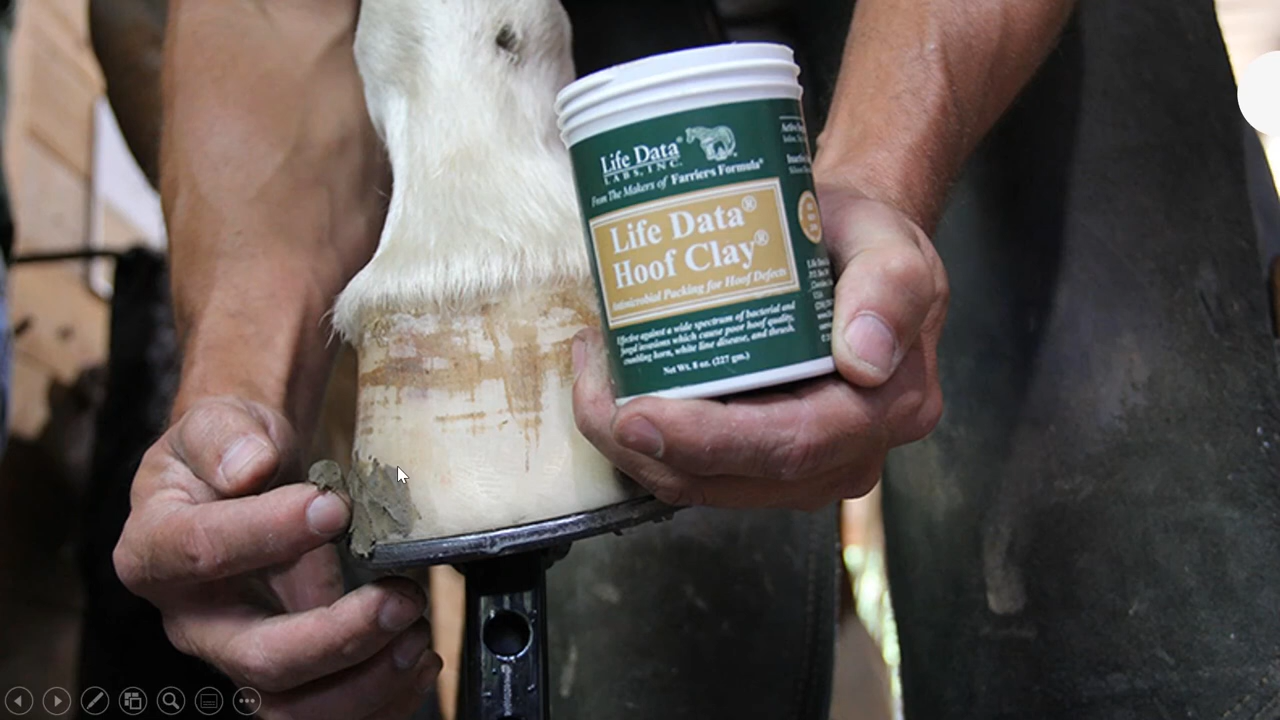 Life Data®
LABS, INC.
From The Makers of Farrier's Formula®
Life Data®
Hoof Clay®
Antimicrobial Packing for Hoof Defects
Effective against a wide spectrum of bacterial and
fungal invasions which cause poor hoof quality,
crumbling horn, white line disease, and thrush.
Net Wt. 8 oz. (227 gm.)